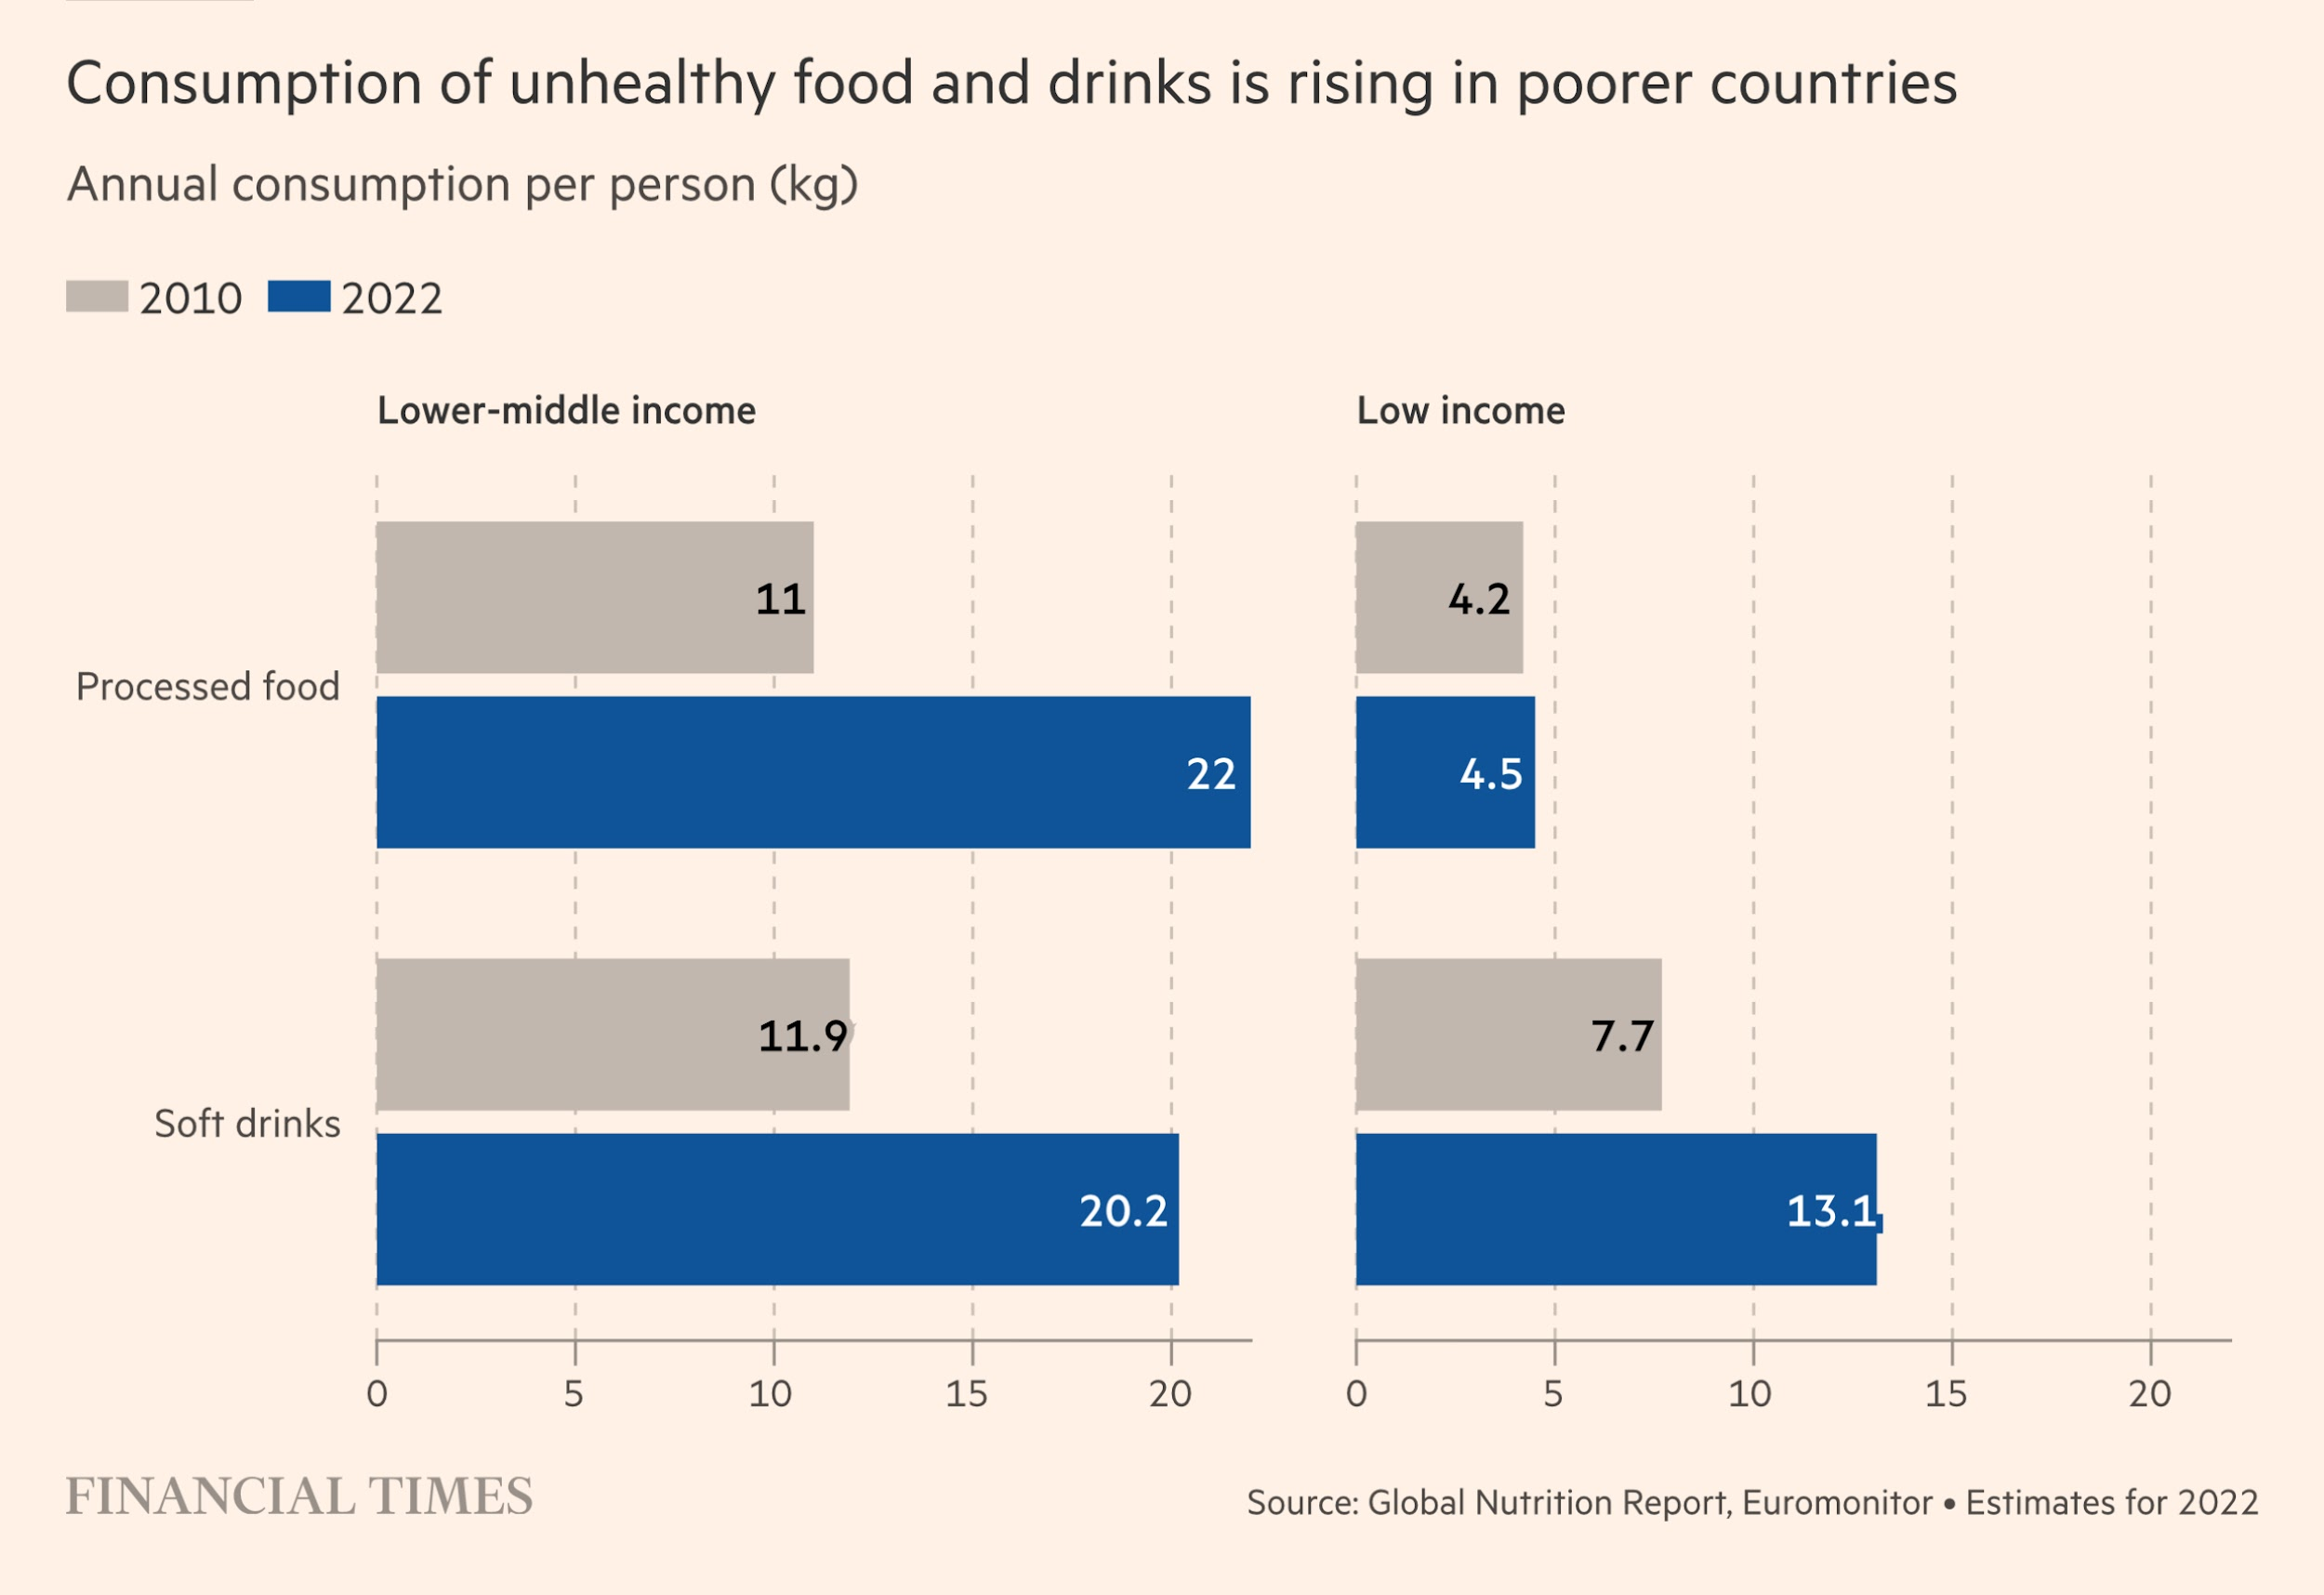 Consumption of unhealthy food and drinks is rising in poorer countries
Annual consumption per person (kg)
2010 2022
Lower-middle income
Low income
Processed food
11
22
4.2
4.5
Soft drinks
11.9
20.2
7.7
13.1
0 5 10 15 20
0 5 10 15 20
FINANCIAL TIMES
Source: Global Nutrition Report, Euromonitor • Estimates for 2022